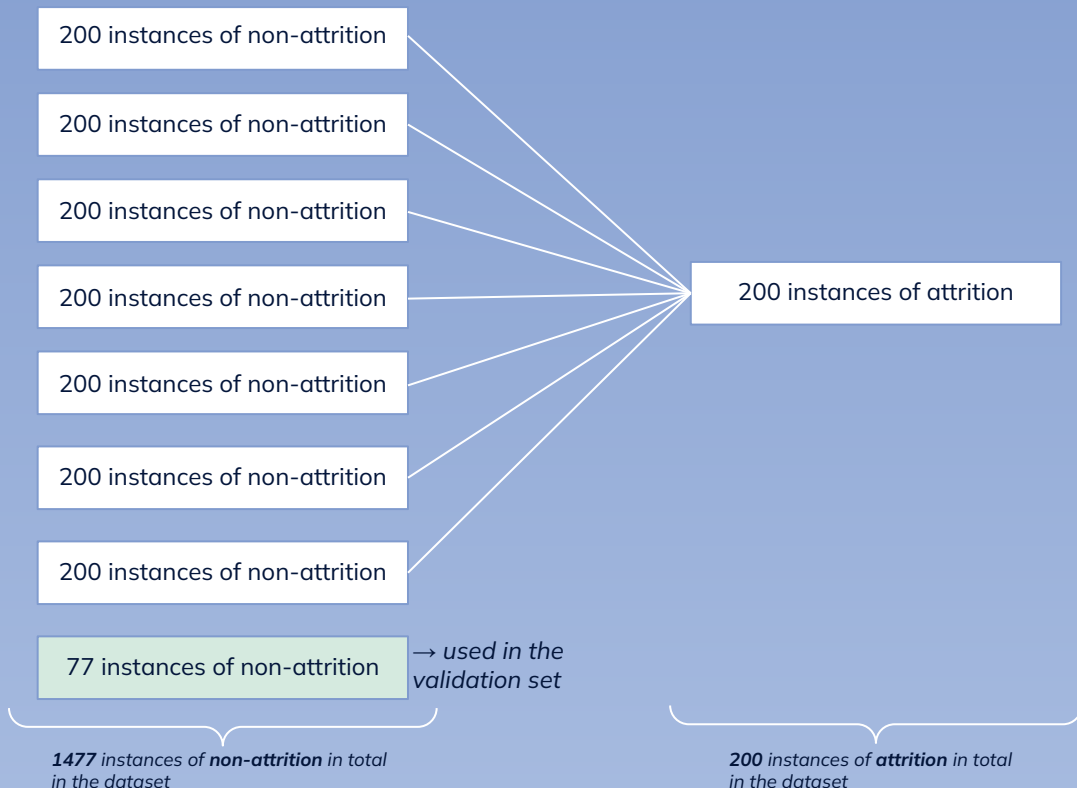 200 instances of non-attrition
200 instances of non-attrition
200 instances of non-attrition
200 instances of non-attrition
200 instances of attrition
200 instances of non-attrition
200 instances of non-attrition
200 instances of non-attrition
77 instances of non-attrition
→ used in the
validation set
1477 instances of non-attrition in total
in the dataset
200 instances of attrition in total
in the dataset